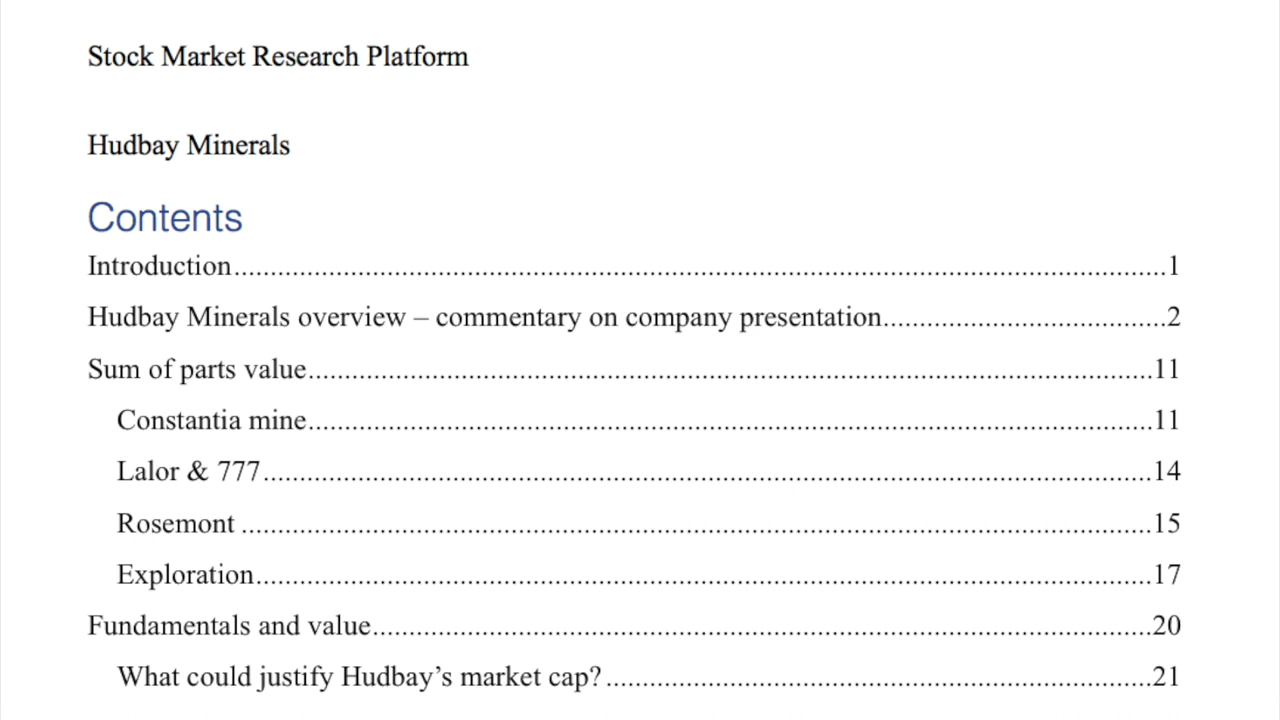 Stock Market Research Platform
Hudbay Minerals
Contents
Introduction....................1
Hudbay Minerals overview – commentary on company presentation....................2
Sum of parts value....................11
Constantia mine....................11
Lalor & 777....................14
Rosemont ....................15
Exploration....................17
Fundamentals and value....................20
What could justify Hudbay’s market cap?....................21